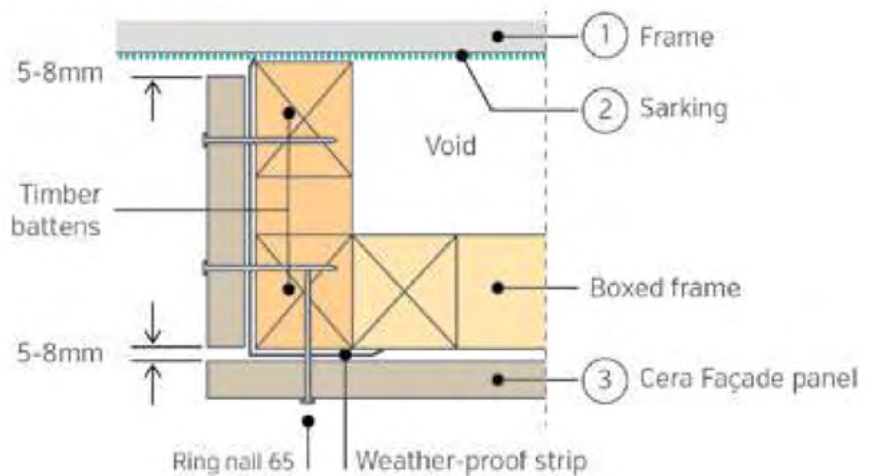 1 Frame
5-8mm
2 Sarking
Void
Timber
battens
Boxed frame
5-8mm
3 Cera Façade panel
Ring nail 65
Weather-proof strip